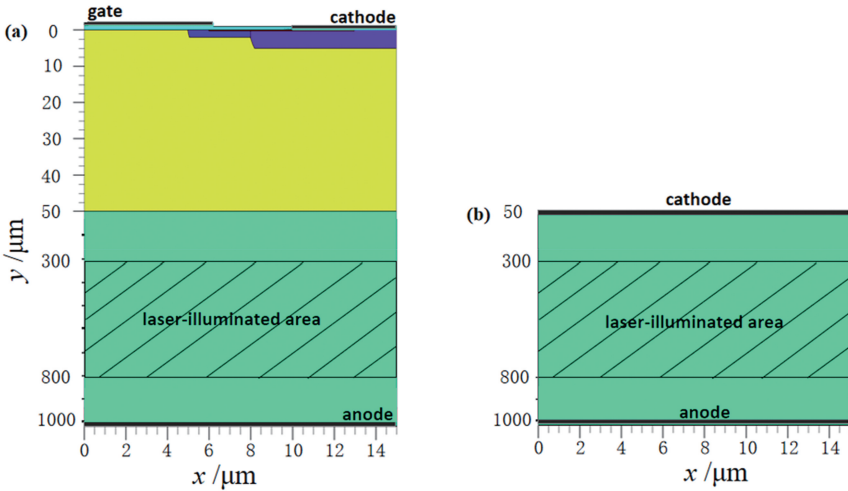 (a)
gate
cathode
0
10
20
30
40
50
300
800
1000
y /μm
laser-illuminated area
anode
0 2 4 6 8 10 12 14
x /μm
(b)
cathode
50
300
800
1000
laser-illuminated area
anode
0 2 4 6 8 10 12 14
x /μm